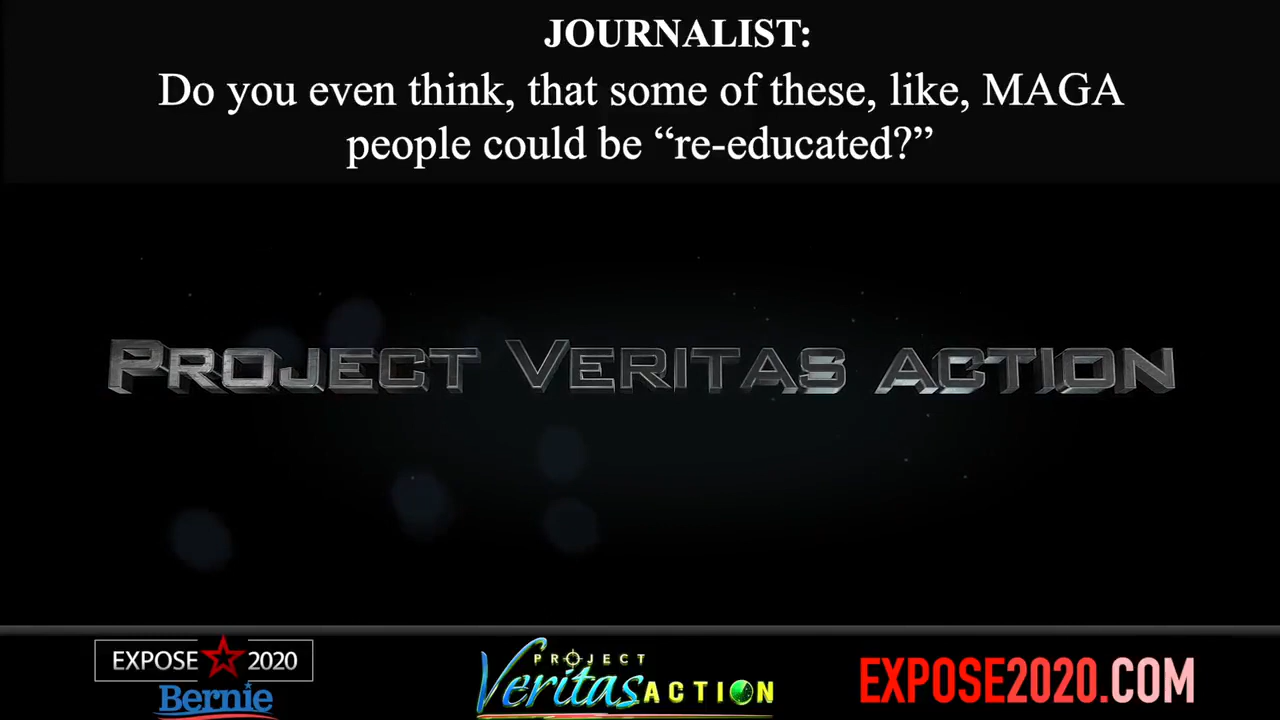 JOURNALIST:
Do you even think, that some of these, like, MAGA
people could be “re-educated?”
PROJECT VERITAS ACTION
EXPOSE 2020
Bernie
PROJECT
Veritas ACTION
EXPOSE2020.COM